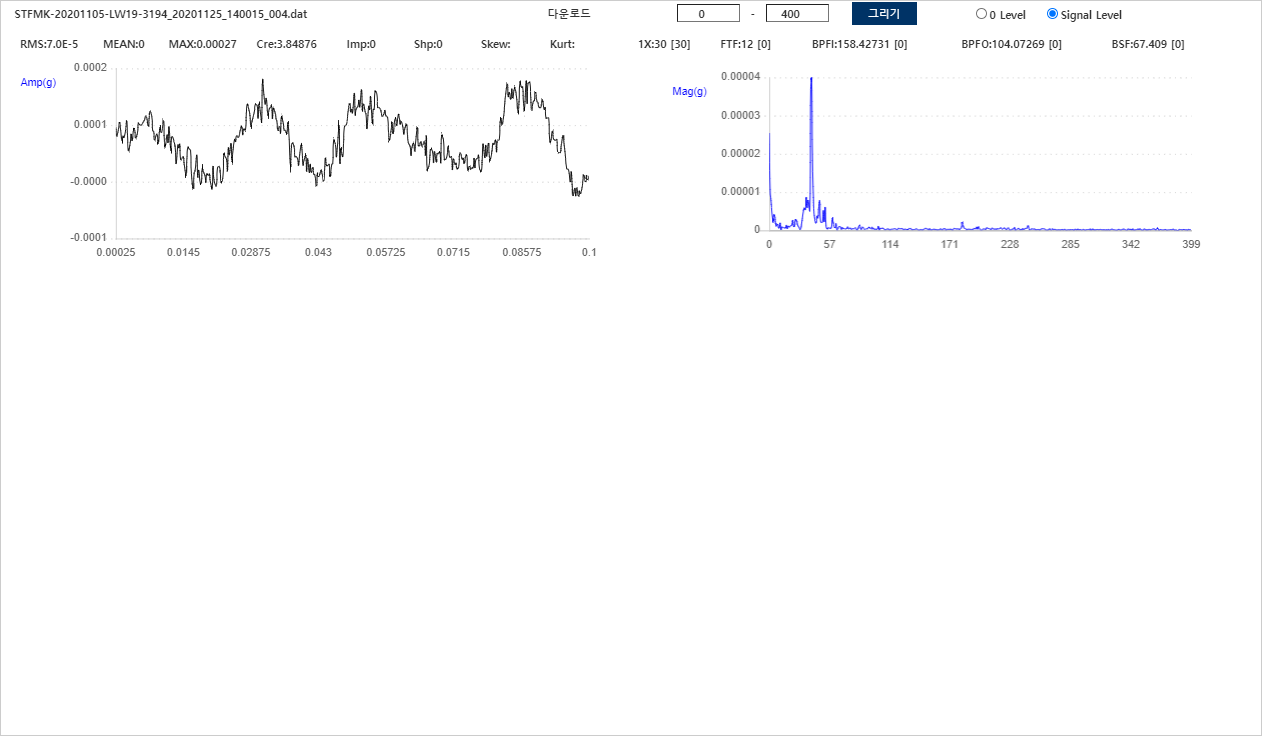 STFMK-20201105-LW19-3194_20201125_140015_004.dat 다운로드 0 - 400 그리기 0 Level Signal Level
RMS:7.0E-5 MEAN:0 MAX:0.00027 Cre:3.84876 Imp:0 Shp:0 Skew: Kurt: 1X:30 [30] FTF:12 [0] BPFI:158.42731 [0] BPFO:104.07269 [0] BSF:67.409 [0]
Amp(g)
0.0002
0.0001
-0.0000
-0.0001
0.00025 0.0145 0.02875 0.043 0.05725 0.0715 0.08575 0.1
Mag(g)
0.00004
0.00003
0.00002
0.00001
0
0 57 114 171 228 285 342 399